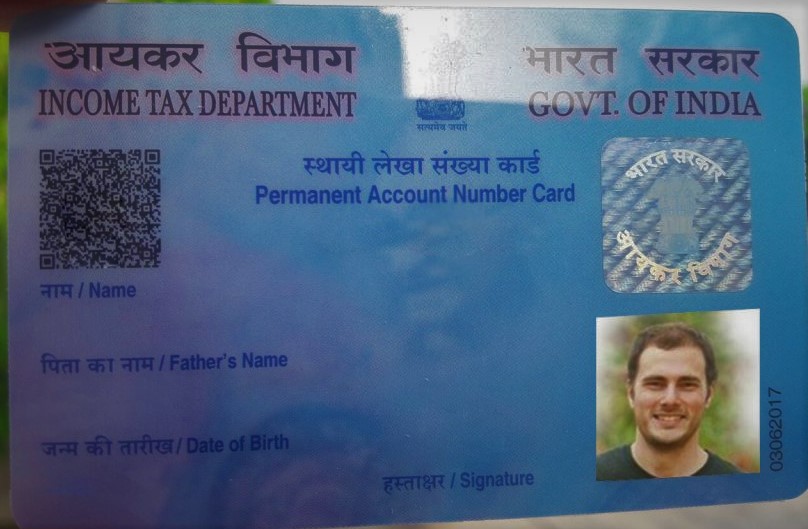 आयकर विभाग
INCOME TAX DEPARTMENT
भारत सरकार
GOVT. OF INDIA
सत्यमेव जयते
स्थायी लेखा संख्या कार्ड
Permanent Account Number Card
भारत सरकार
आयकर विभाग
नाम / Name
पिता का नाम / Father's Name
जन्म की तारीख / Date of Birth
हस्ताक्षर / Signature
03062017